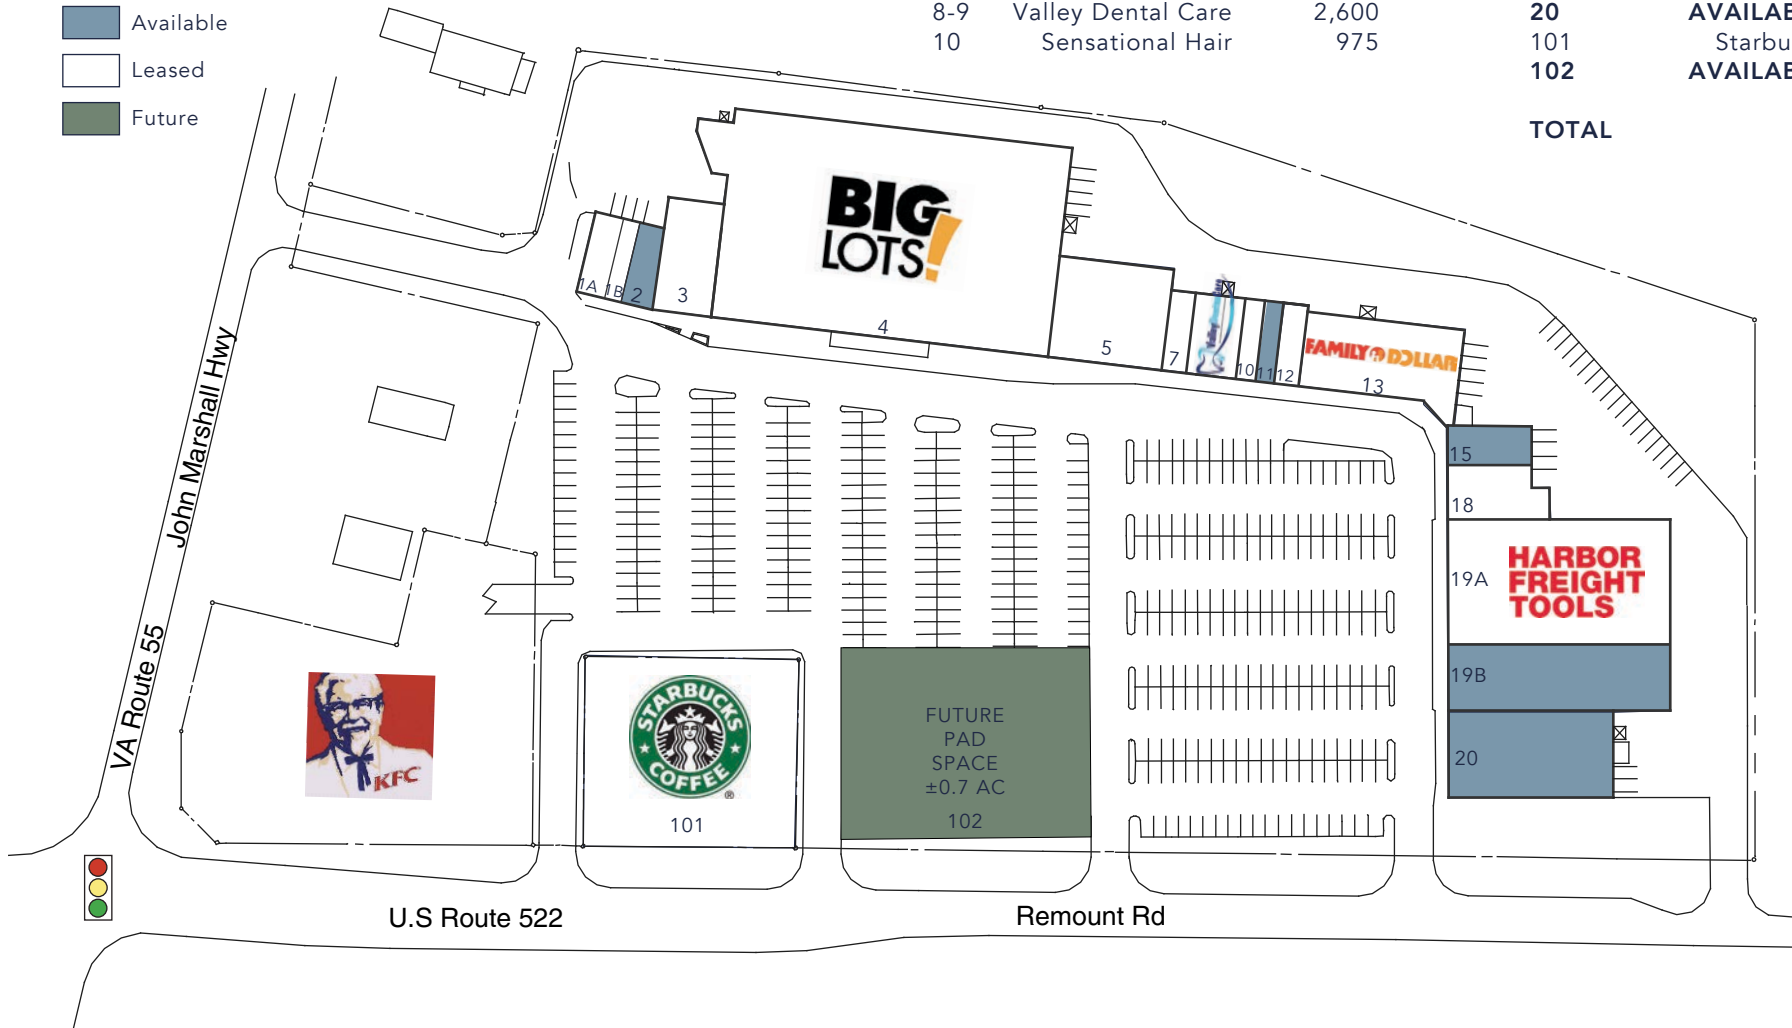 Available
Leased
Future
8-9 Valley Dental Care 2,600
10 Sensational Hair 975
20 AVAILAB
101 Starbu
102 AVAILAB
TOTAL
BIG
LOTS!
1A
1B
2
3
4
5
7
10
11
12
FAMILY DOLLAR
13
15
18
19A
HARBOR
FREIGHT
TOOLS
19B
20
John Marshall Hwy
VA Route 55
KFC
STARBUCKS
COFFEE
®
101
FUTURE
PAD
SPACE
±0.7 AC
102
U.S Route 522
Remount Rd